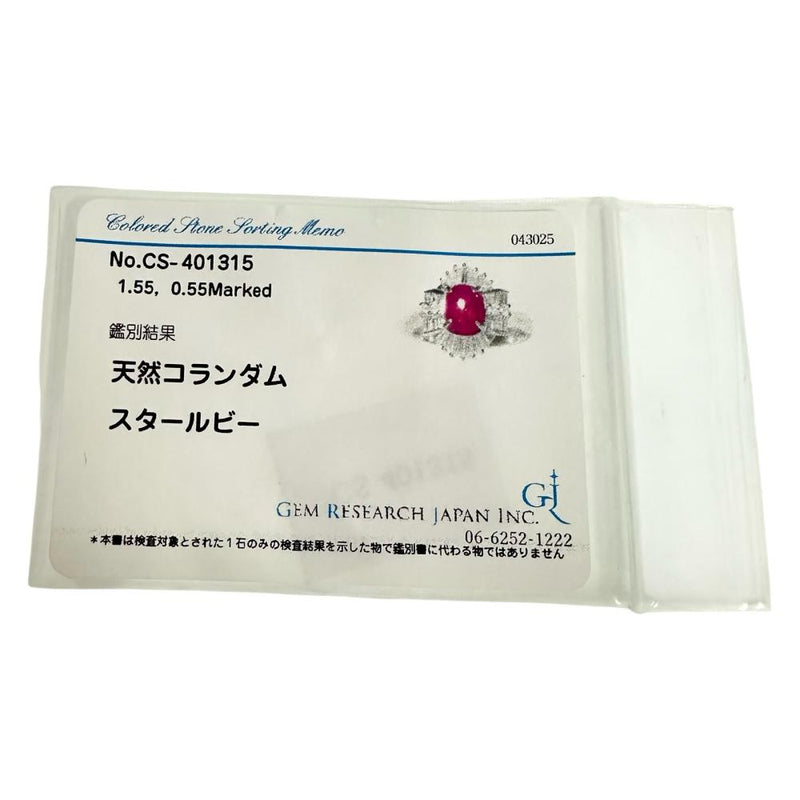 Colored Stone Sorting Memo
043025
No.CS-401315
1.55, 0.55Marked
鑑別結果
天然コランダム
スタールビー
GJR
GEM RESEARCH JAPAN INC.
06-6252-1222
*本書は検査対象とされた1石のみの検査結果を示した物で鑑別書に代わる物ではありません